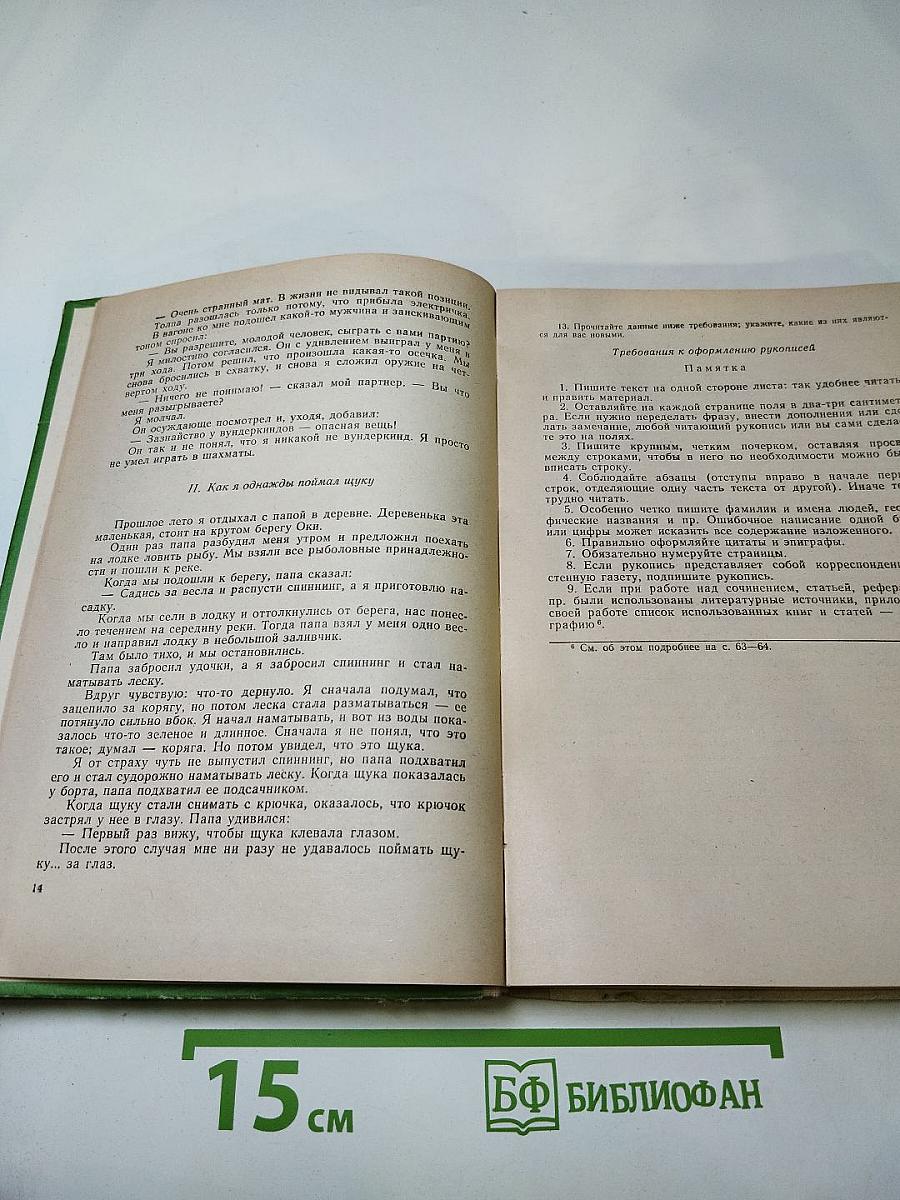 — Очень странный мат. В жизни не видывал такой позиции.
Толпа разошлась только потому, что прибыла электричка.
В вагоне ко мне подошел какой-то мужчина и заискивающим
тоном спросил:
— Вы разрешите, молодой человек, сыграть с вами партию?
Я милостиво согласился. Он с удивлением выиграл у меня в
три хода. Потом решил, что произошла какая-то осечка. Мы
снова бросились в схватку, и снова я сложил оружие на чет-
вертом ходу.
— Ничего не понимаю! — сказал мой партнер. — Вы что
меня разыгрываете?
Я молчал.
Он осуждающе посмотрел и, уходя, добавил:
— Зазнайство у вундеркиндов — опасная вещь!
Он так и не понял, что я никакой не вундеркинд. Я просто
не умел играть в шахматы.
II. Как я однажды поймал щуку
Прошлое лето я отдыхал с папой в деревне. Деревенька эта
маленькая, стоит на крутом берегу Оки.
Один раз папа разбудил меня утром и предложил поехать
на лодке ловить рыбу. Мы взяли все рыболовные принадлежно-
сти и пошли к реке.
Когда мы подошли к берегу, папа сказал:
— Садись за весла и распусти спиннинг, а я приготовлю на-
садку.
Когда мы сели в лодку и оттолкнулись от берега, нас понес-
ло течением на середину реки. Тогда папа взял у меня одно вес-
ло и направил лодку в небольшой заливчик.
Там было тихо, и мы остановились.
Папа забросил удочки, а я забросил спиннинг и стал на-
матывать леску.
Вдруг чувствую: что-то дернуло. Я сначала подумал, что
зацепило за корягу, но потом леска стала разматываться — ее
потянуло сильно вбок. Я начал наматывать, и вот из воды пока-
залось что-то зеленое и длинное. Сначала я не понял, что это
такое; думал — коряга. Но потом увидел, что это щука.
Я от страху чуть не выпустил спиннинг, но папа подхватил
его и стал судорожно наматывать леску. Когда щука показалась
у борта, папа подхватил ее подсачником.
Когда щуку стали снимать с крючка, оказалось, что крючок
застрял у нее в глазу. Папа удивился:
— Первый раз вижу, чтобы щука клевала глазом.
После этого случая мне ни разу не удавалось поймать щу-
ку... за глаз.
14
13. Прочитайте данные ниже требования; укажите, какие из них являют-
ся для вас новыми.
Требования к оформлению рукописей
Памятка
1. Пишите текст на одной стороне листа: так удобнее читать
и править материал.
2. Оставляйте на каждой странице поля в два-три сантимет
ра. Если нужно переделать фразу, внести дополнения или сде
лать замечание, любой читающий рукопись или вы сами сдела
те это на полях.
3. Пишите крупным, четким почерком, оставляя просв
между строками, чтобы в него по необходимости можно бы
вписать строку.
4. Соблюдайте абзацы (отступы вправо в начале пер
строк, отделяющие одну часть текста от другой). Иначе те
трудно читать.
5. Особенно четко пишите фамилии и имена людей, гео
фические названия и пр. Ошибочное написание одной б
или цифры может исказить все содержание изложенного.
6. Правильно оформляйте цитаты и эпиграфы.
7. Обязательно нумеруйте страницы.
8. Если рукопись представляет собой корреспонден
стенную газету, подпишите рукопись.
9. Если при работе над сочинением, статьей, рефера
пр. были использованы литературные источники, прило
своей работе список использованных книг и статей —
графию⁶.
⁶ См. об этом подробнее на с. 63—64.
15 см
БФ БИБЛИОФАН